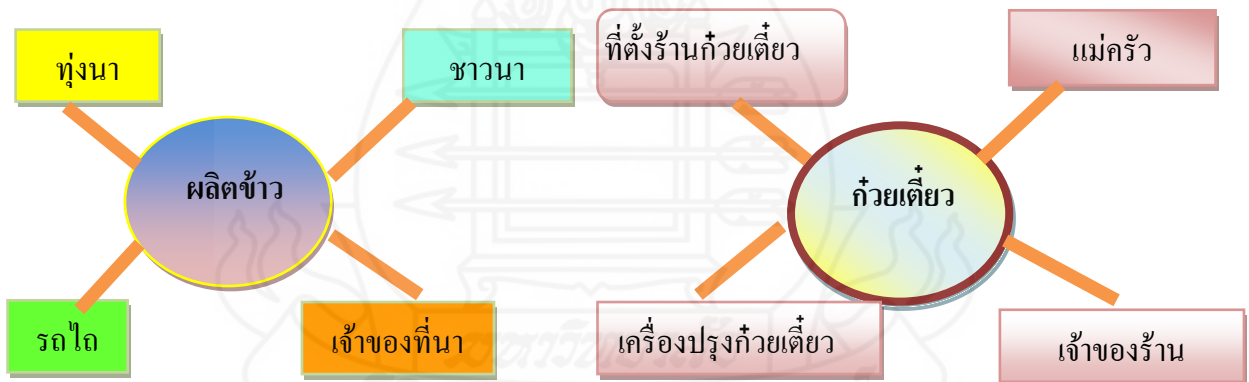 ทุ่งนา
ชาวนา
ผลิตข้าว
รถไถ
เจ้าของที่นา
ที่ตั้งร้านก๋วยเตี๋ยว
แม่ครัว
ก๋วยเตี๋ยว
เครื่องปรุงก๋วยเตี๋ยว
เจ้าของร้าน